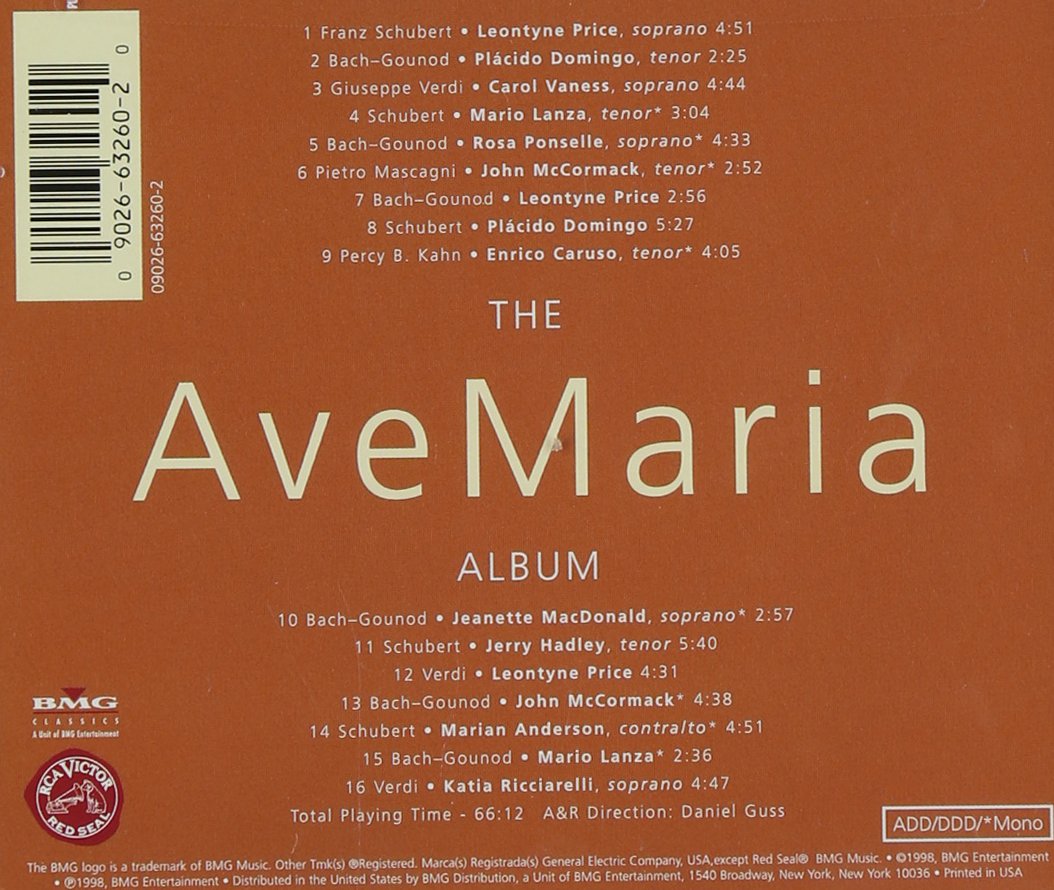 1 Franz Schubert • Leontyne Price, soprano 4:51
2 Bach–Gounod • Plácido Domingo, tenor 2:25
3 Giuseppe Verdi • Carol Vaness, soprano 4:44
4 Schubert • Mario Lanza, tenor* 3:04
5 Bach–Gounod • Rosa Ponselle, soprano* 4:33
6 Pietro Mascagni • John McCormack, tenor* 2:52
7 Bach–Gounod • Leontyne Price 2:56
8 Schubert • Plácido Domingo 5:27
9 Percy B. Kahn • Enrico Caruso, tenor* 4:05
0 9026-63260-2 0
09026-63260-2
THE
AveMaria
ALBUM
10 Bach–Gounod • Jeanette MacDonald, soprano* 2:57
11 Schubert • Jerry Hadley, tenor 5:40
12 Verdi • Leontyne Price 4:31
13 Bach–Gounod • John McCormack* 4:38
14 Schubert • Marian Anderson, contralto* 4:51
15 Bach–Gounod • Mario Lanza* 2:36
16 Verdi • Katia Ricciarelli, soprano 4:47
Total Playing Time - 66:12 A&R Direction: Daniel Guss
BMG
CLASSICS
A Unit of BMG Entertainment
RCA VICTOR
RED SEAL
ADD/DDD/*Mono
The BMG logo is a trademark of BMG Music. Other Tmk(s) ®Registered. Marca(s) Registrada(s) General Electric Company, USA,except Red Seal® BMG Music. • ©1998, BMG Entertainment
• ℗1998, BMG Entertainment • Distributed in the United States by BMG Distribution, a Unit of BMG Entertainment, 1540 Broadway, New York, New York 10036 • Printed in USA